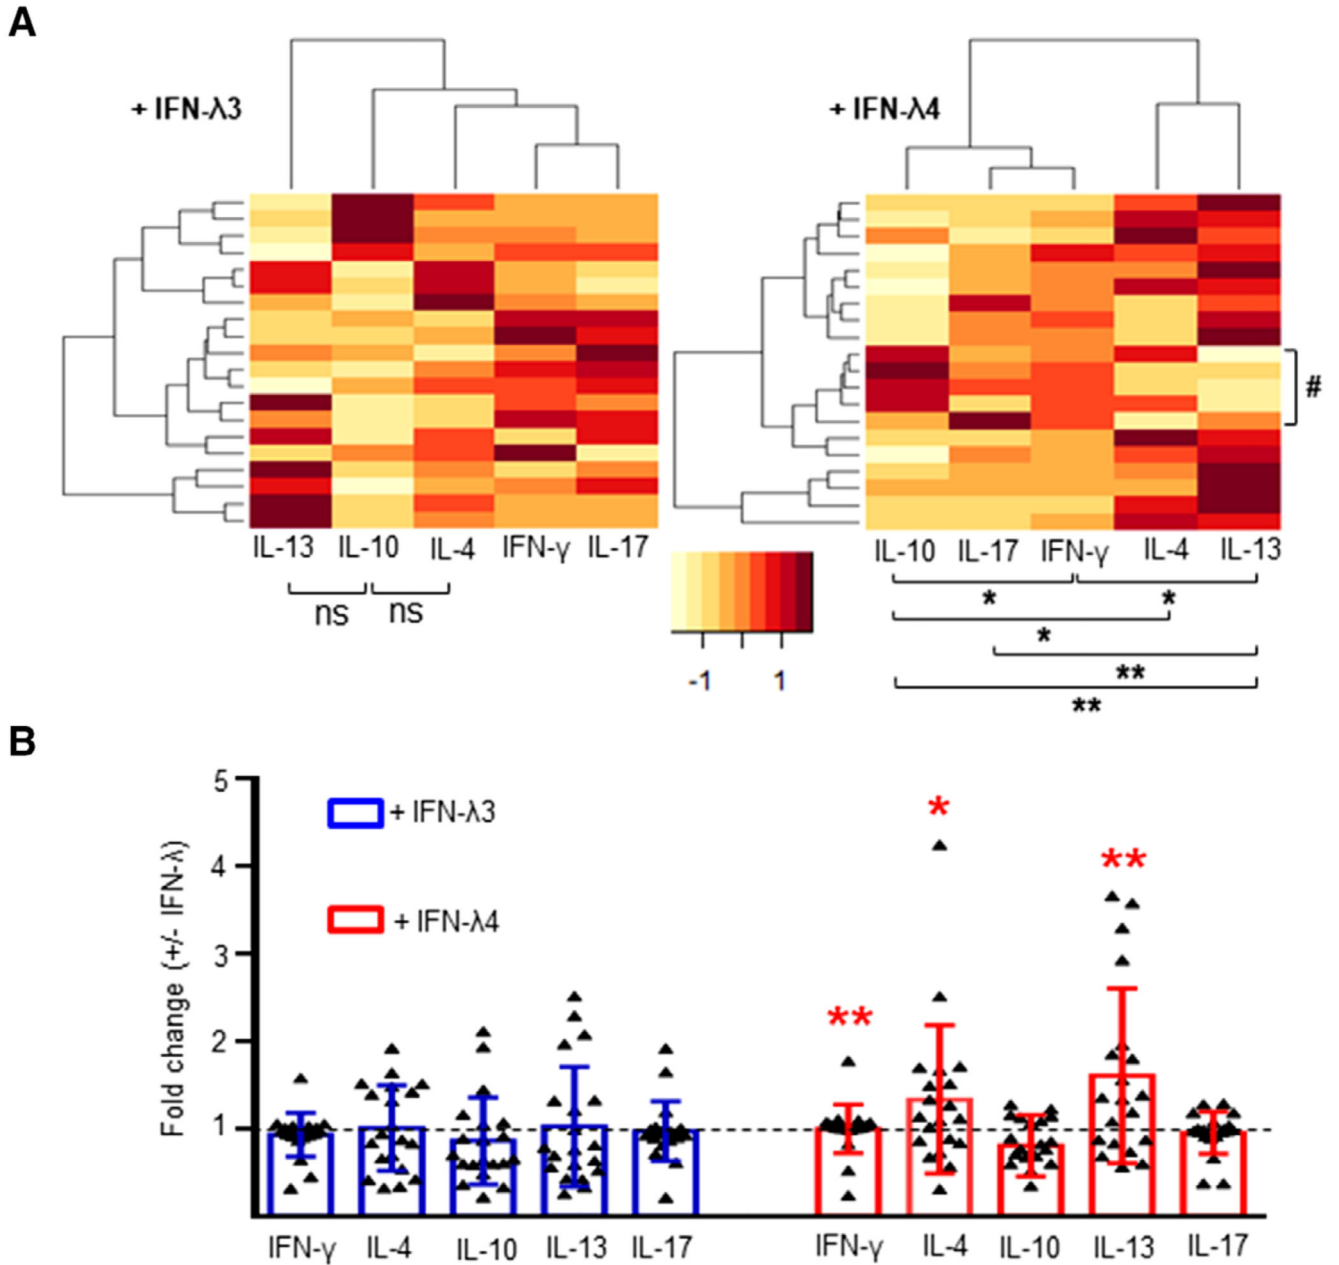 A
+ IFN-λ3
+ IFN-λ4
#
IL-13 IL-10 IL-4 IFN-γ IL-17
IL-10 IL-17 IFN-γ IL-4 IL-13
ns ns
* *
*
**
**
-1 1
B
Fold change (+/- IFN-λ)
5
4
3
2
1
+ IFN-λ3
+ IFN-λ4
*
**
**
IFN-γ IL-4 IL-10 IL-13 IL-17 IFN-γ IL-4 IL-10 IL-13 IL-17